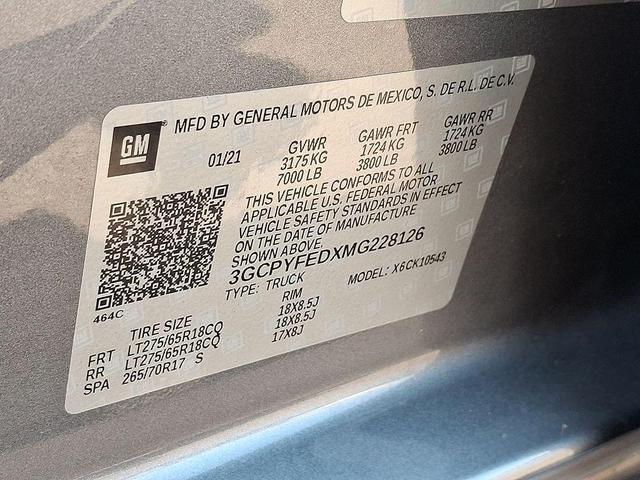 GM
MFD BY GENERAL MOTORS DE MEXICO, S. DE R.L. DE C.V.
01/21 GVWR GAWR FRT GAWR RR
3175 KG 1724 KG 1724 KG
7000 LB 3800 LB 3800 LB
THIS VEHICLE CONFORMS TO ALL
APPLICABLE U.S. FEDERAL MOTOR
VEHICLE SAFETY STANDARDS IN EFFECT
ON THE DATE OF MANUFACTURE
SHOWN ABOVE.
3GCPYFEDXMG228126
TYPE: TRUCK MODEL: X6CK10543
464C
TIRE SIZE RIM
FRT LT275/65R18CQ 18X8.5J
RR LT275/65R18CQ 18X8.5J
SPA 265/70R17 S 17X8J